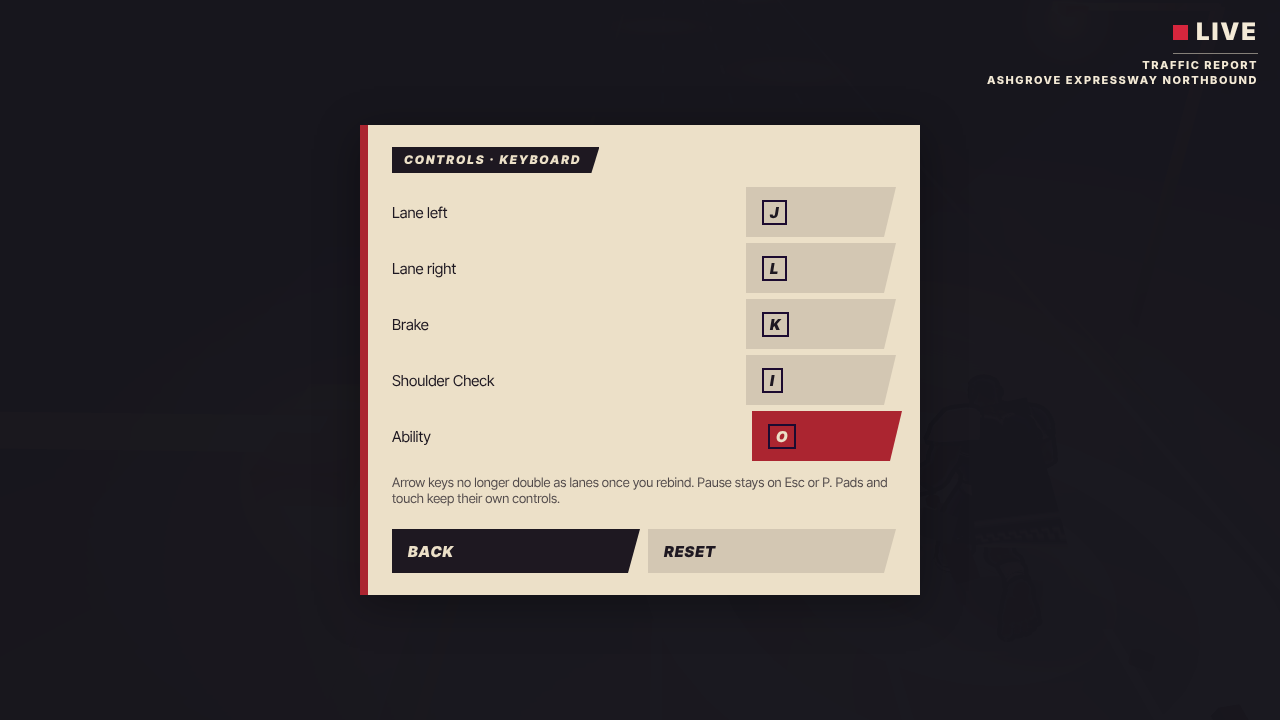 LIVE
TRAFFIC REPORT
ASHGROVE EXPRESSWAY NORTHBOUND
CONTROLS · KEYBOARD
Lane left
J
Lane right
L
Brake
K
Shoulder Check
I
Ability
O
Arrow keys no longer double as lanes once you rebind. Pause stays on Esc or P. Pads and
touch keep their own controls.
BACK
RESET